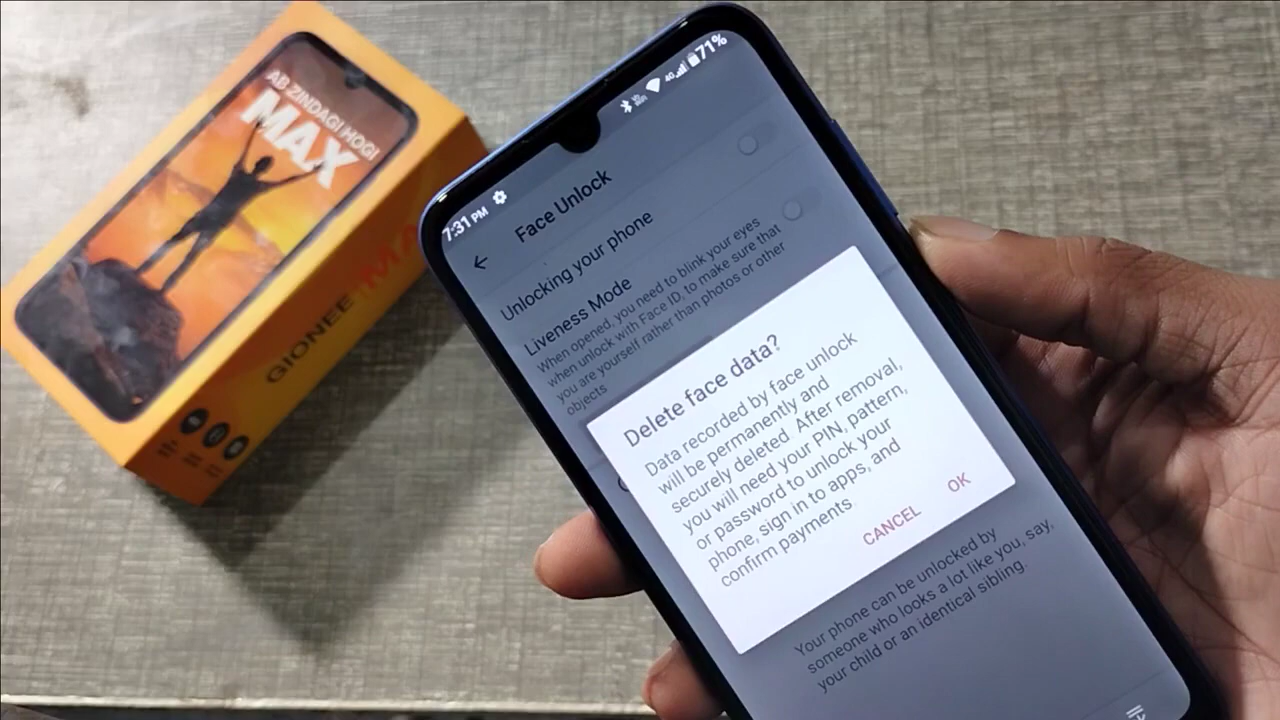 AB ZINDAGI HOGI
MAX
GIONEE MA
7:31 PM
4G
71%
Face Unlock
Unlocking your phone
Liveness Mode
When opened, you need to blink your eyes
when unlock with Face ID, to make sure that
you are yourself rather than photos or other
objects
Delete face data?
Data recorded by face unlock
will be permanently and
securely deleted. After removal,
you will need your PIN, pattern,
or password to unlock your
phone, sign in to apps, and
confirm payments.
CANCEL
OK
Your phone can be unlocked by
someone who looks a lot like you, say,
your child or an identical sibling.